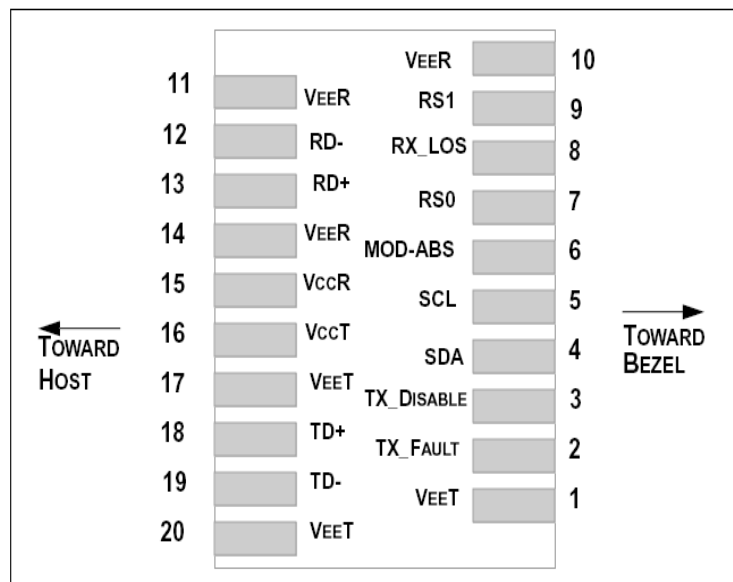 VEER 10
11 VEER
RS1 9
12 RD-
RX_LOS 8
13 RD+
RS0 7
14 VEER
MOD-ABS 6
15 VCCR
SCL 5
16 VCCT
TOWARD HOST
TOWARD BEZEL
SDA 4
17 VEET
TX_DISABLE 3
18 TD+
TX_FAULT 2
19 TD-
VEET 1
20 VEET